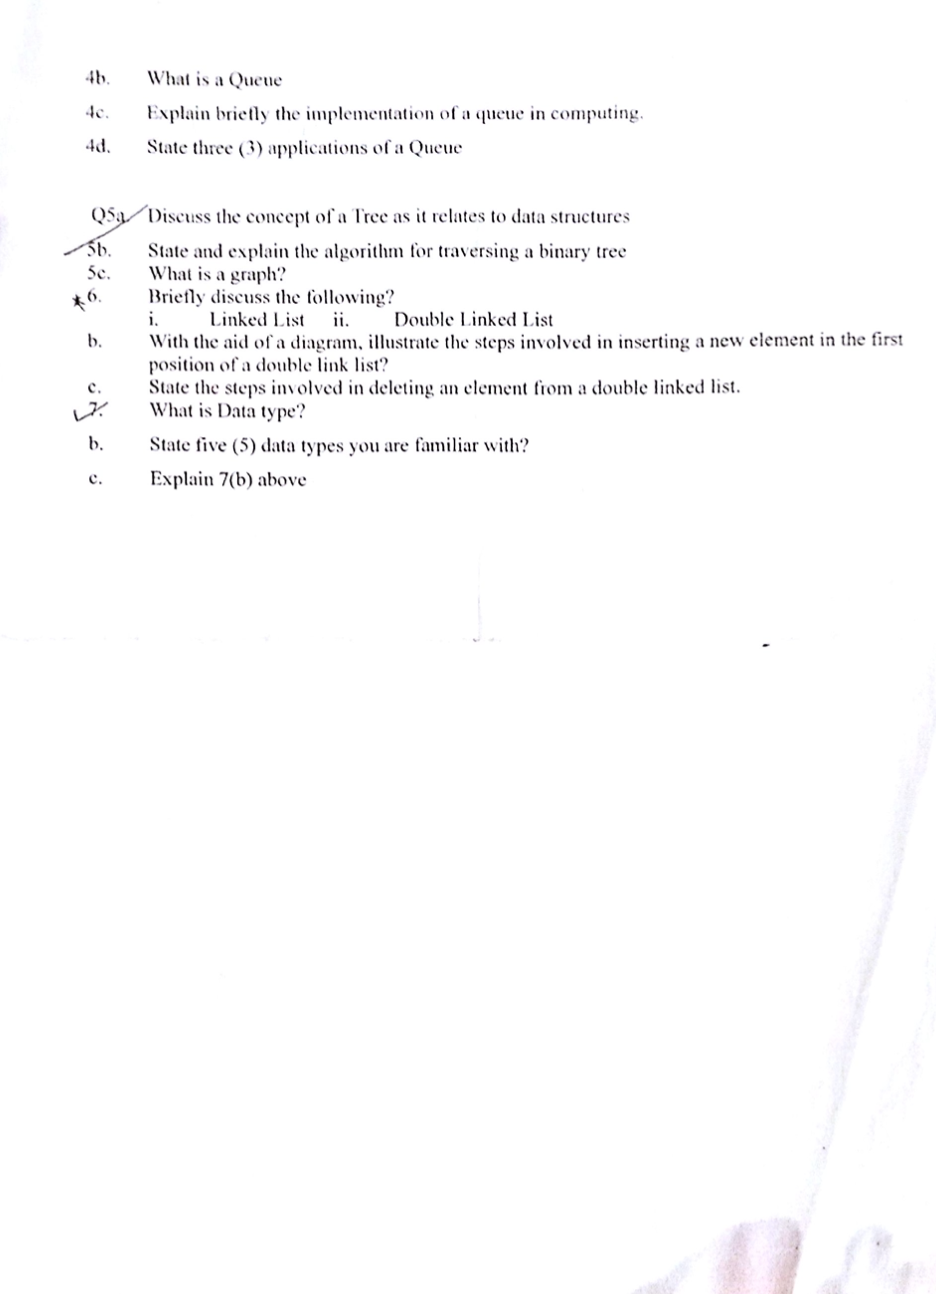 4b. What is a Queue
4c. Explain briefly the implementation of a queue in computing.
4d. State three (3) applications of a Queue
Q5a Discuss the concept of a Tree as it relates to data structures
5b. State and explain the algorithm for traversing a binary tree
5c. What is a graph?
6. Briefly discuss the following?
i. Linked List ii. Double Linked List
b. With the aid of a diagram, illustrate the steps involved in inserting a new element in the first
position of a double link list?
c. State the steps involved in deleting an element from a double linked list.
7. What is Data type?
b. State five (5) data types you are familiar with?
c. Explain 7(b) above